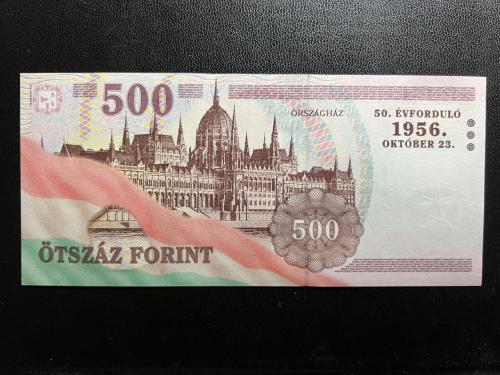 500
ORSZÁGHÁZ
50. ÉVFORDULÓ
1956.
OKTÓBER 23.
500
ÖTSZÁZ FORINT